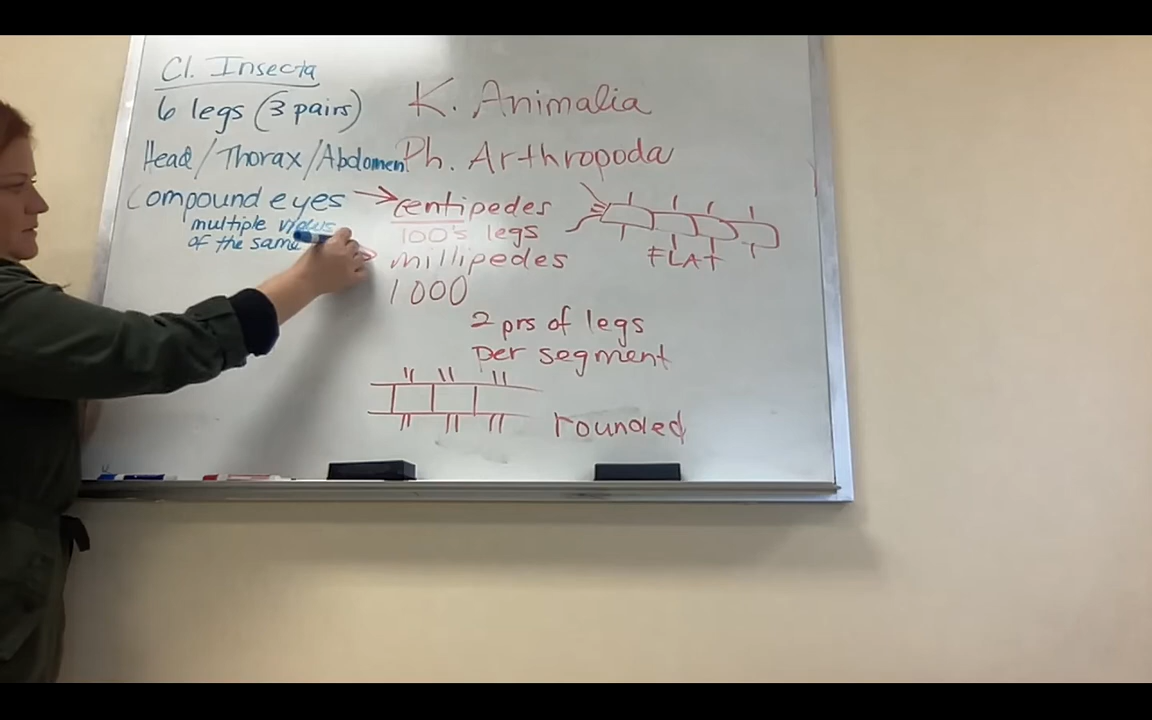 Cl. Insecta
6 legs (3 pairs)
Head/Thorax/Abdomen
Compound eyes
multiple views
of the same
K. Animalia
Ph. Arthropoda
centipedes
100's legs
FLAT
millipedes
1000
2 prs of legs
per segment
rounded